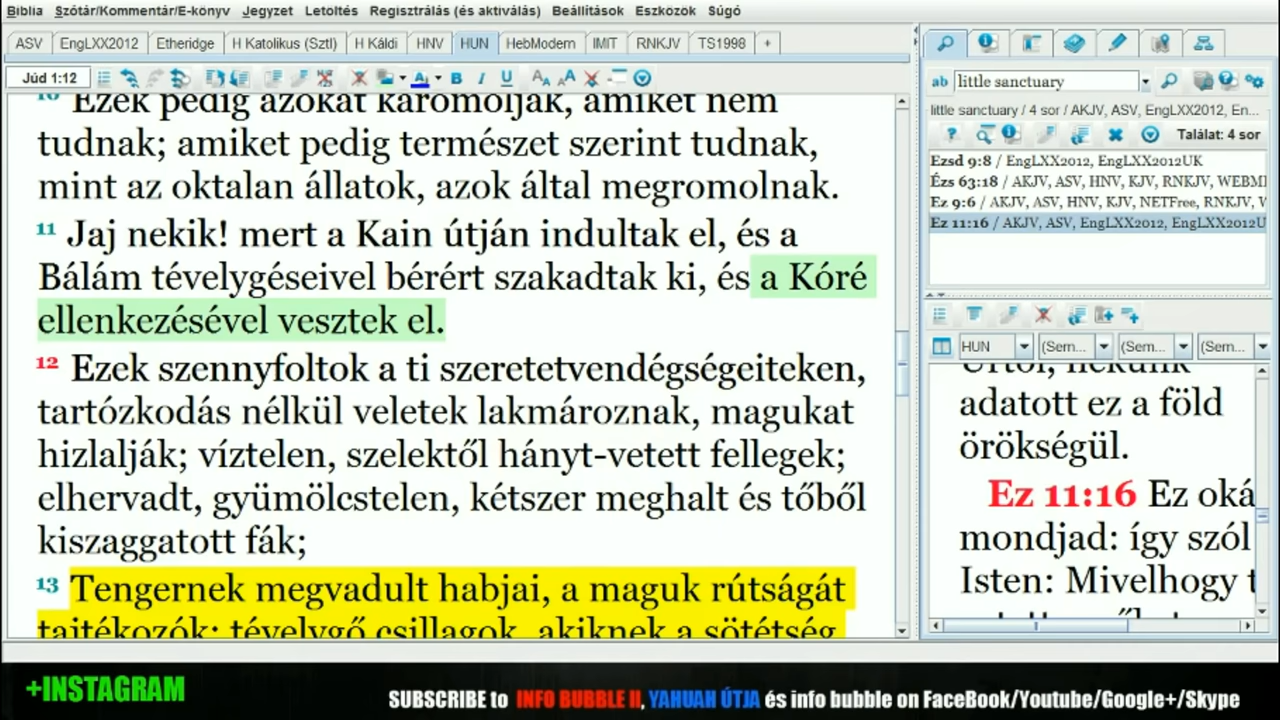 Biblia Szótár/Kommentár/E-könyv Jegyzet Letöltés Regisztrálás (és aktiválás) Beállítások Eszközök Súgó
ASV EngLXX2012 Etheridge H Katolikus (Sztl) H Káldi HNV HUN HebModern IMIT RNKJV TS1998 +
Júd 1:12
10 Ezek pedig azokat káromolják, amiket nem
tudnak; amiket pedig természet szerint tudnak,
mint az oktalan állatok, azok által megromolnak.
11 Jaj nekik! mert a Kain útján indultak el, és a
Bálám tévelygéseivel bérért szakadtak ki, és a Kóré
ellenkezésével vesztek el.
12 Ezek szennyfoltok a ti szeretetvendégségeiteken,
tartózkodás nélkül veletek lakmároznak, magukat
hizlalják; víztelen, szelektől hányt-vetett fellegek;
elhervadt, gyümölcstelen, kétszer meghalt és tőből
kiszaggatott fák;
13 Tengernek megvadult habjai, a maguk rútságát
tajtékozók; tévelygő csillagok, akiknek a sötétség
ab little sanctuary
little sanctuary / 4 sor / AKJV, ASV, EngLXX2012, En...
Találat: 4 sor
Ezsd 9:8 / EngLXX2012, EngLXX2012UK
Ézs 63:18 / AKJV, ASV, HNV, KJV, RNKJV, WEBM
Ez 9:6 / AKJV, ASV, HNV, KJV, NETFree, RNKJV, W
Ez 11:16 / AKJV, ASV, EngLXX2012, EngLXX2012U
HUN (Sem... (Sem... (Sem...
Úrtól, nékünk
adatott ez a föld
örökségül.
Ez 11:16 Ez oká
mondjad: így szól
Isten: Mivelhogy t
+INSTAGRAM
SUBSCRIBE to INFO BUBBLE II, YAHUAH ÚTJA és info bubble on FaceBook/Youtube/Google+/Skype